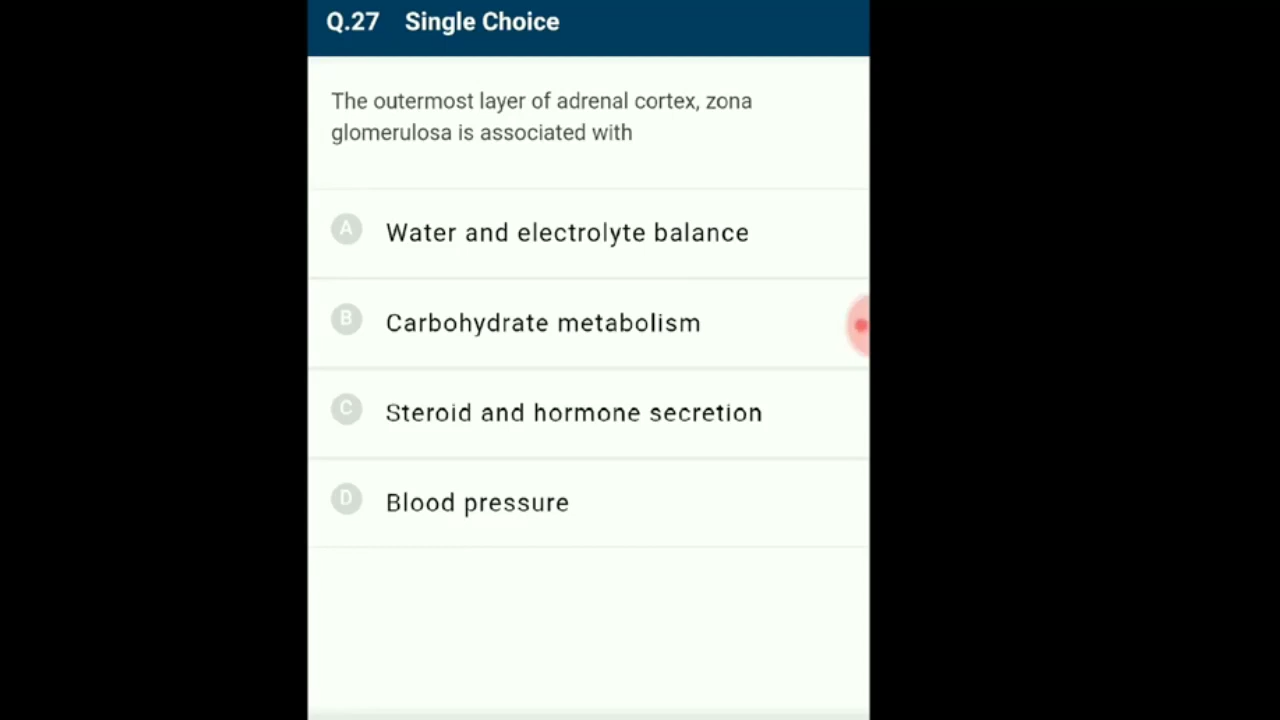 Q.27 Single Choice
The outermost layer of adrenal cortex, zona
glomerulosa is associated with
A Water and electrolyte balance
B Carbohydrate metabolism
C Steroid and hormone secretion
D Blood pressure